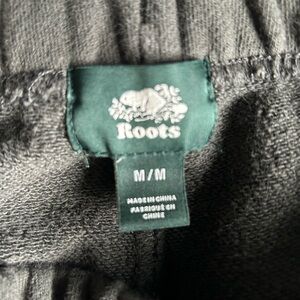 Roots
M/M
MADE IN CHINA
FABRIQUÉ EN
CHINE